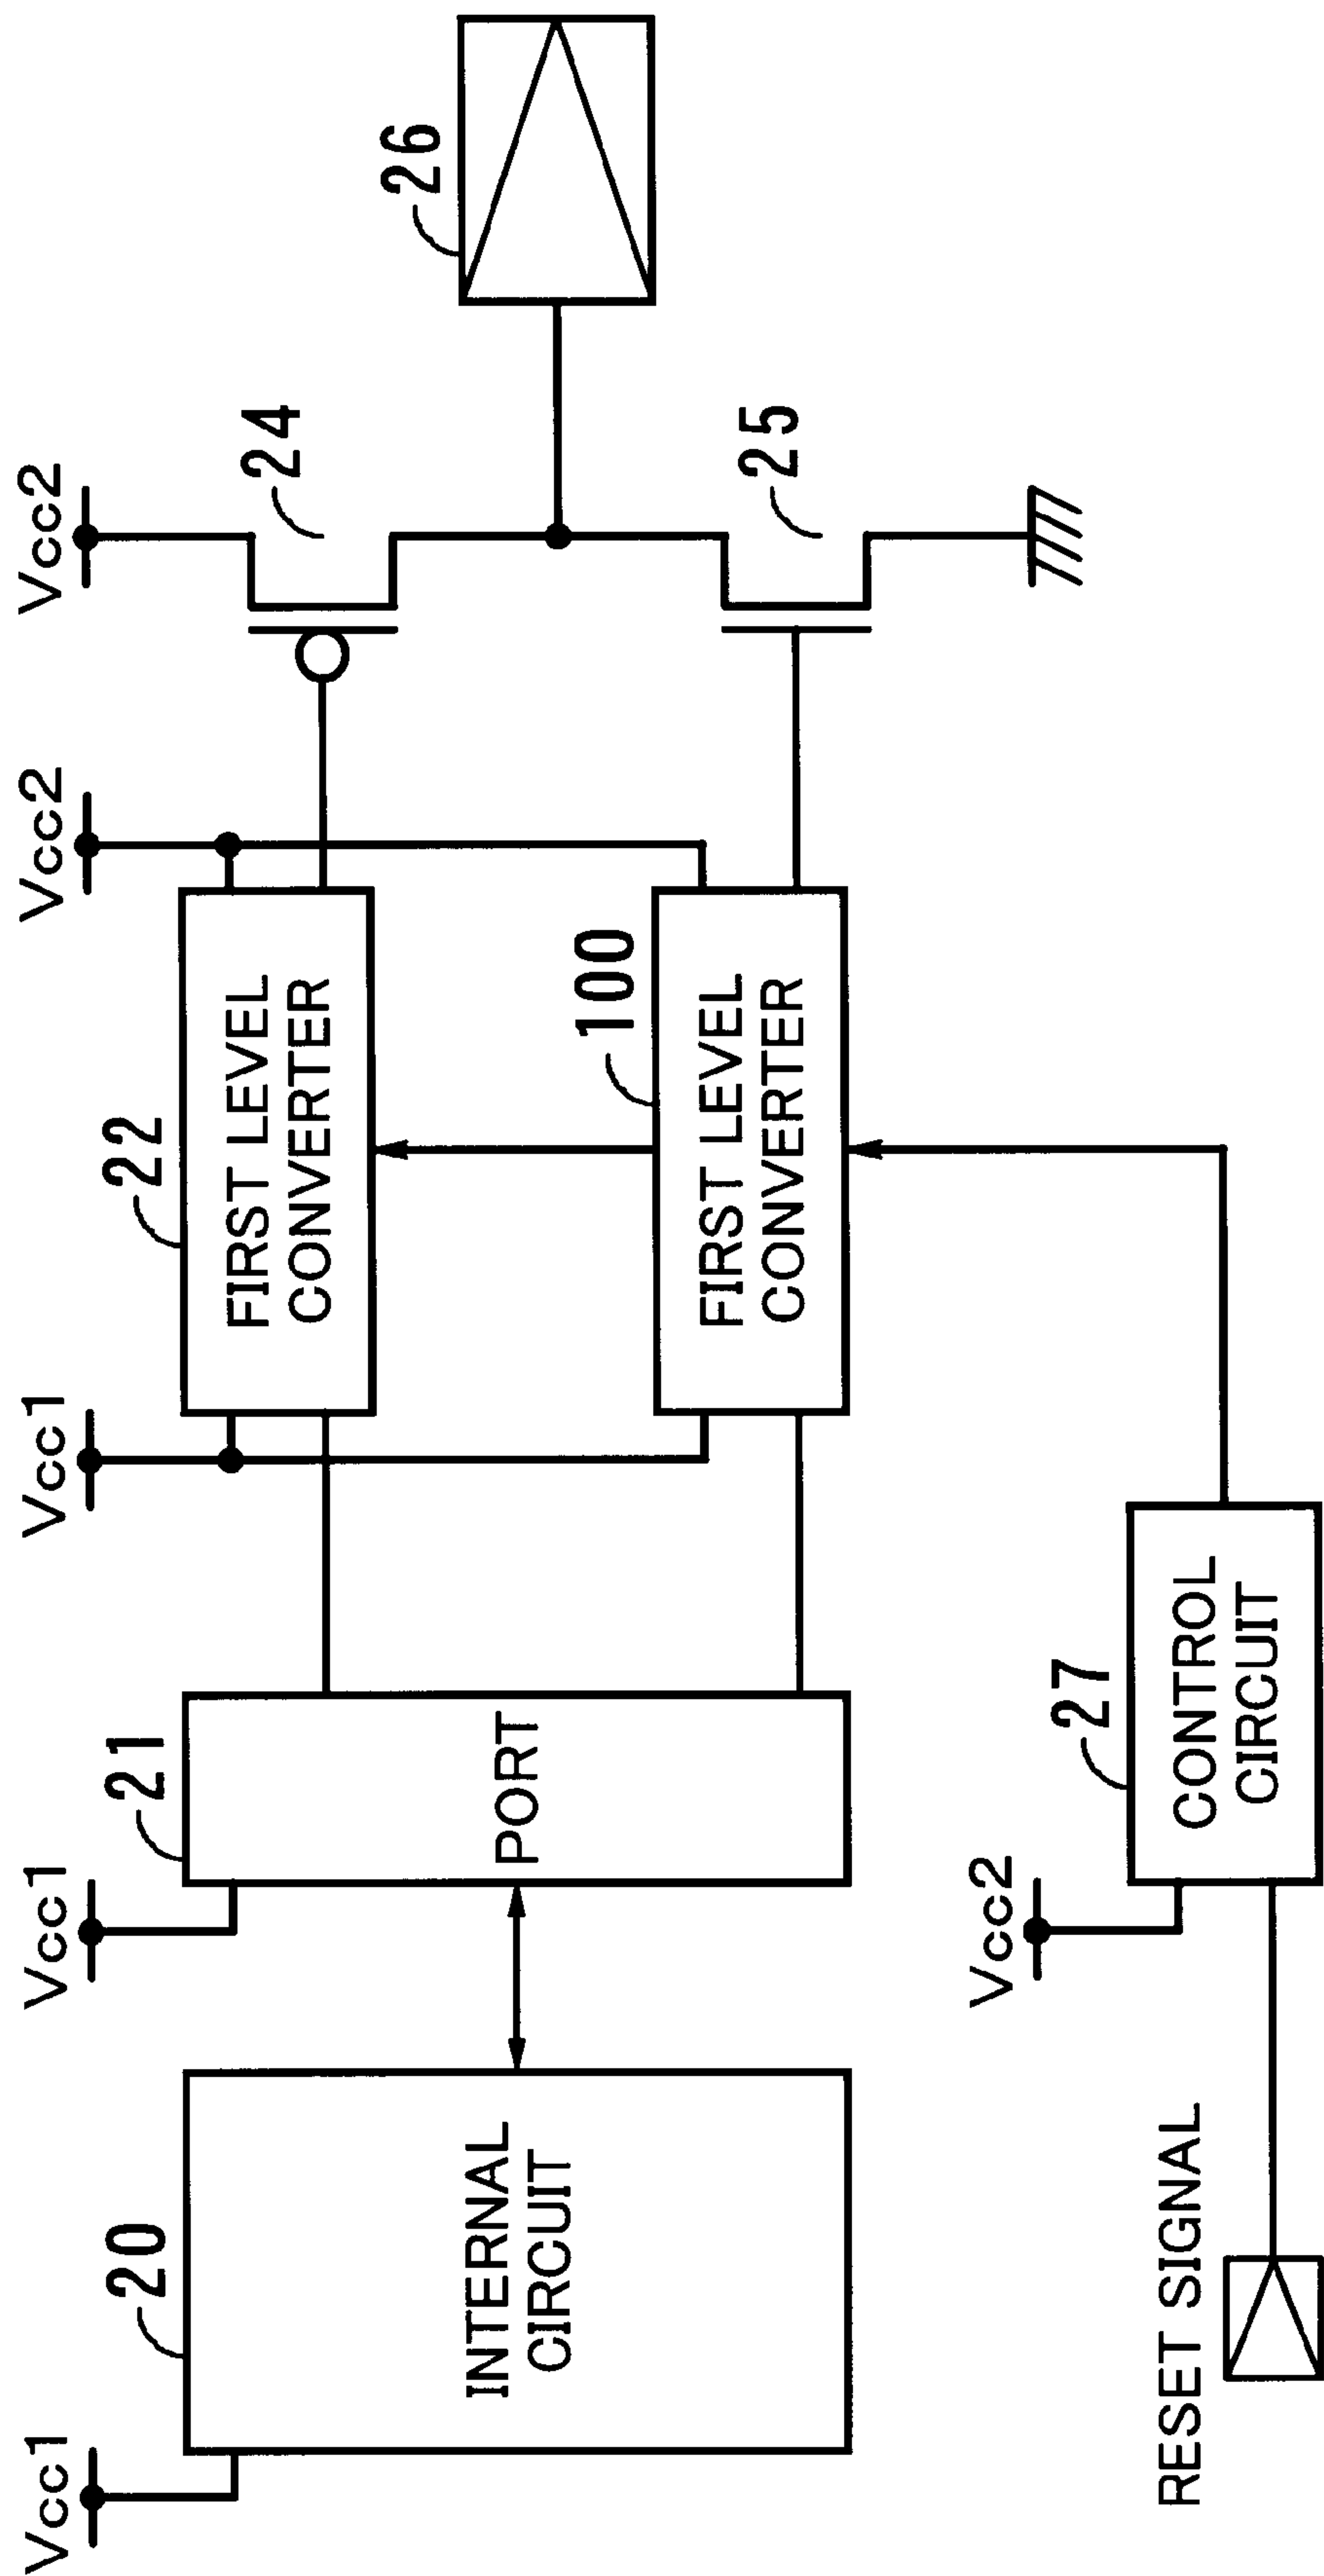 Vcc1
20
INTERNAL
CIRCUIT
Vcc1
21
PORT
Vcc1
22
FIRST LEVEL
CONVERTER
Vcc2
100
FIRST LEVEL
CONVERTER
Vcc2
24
25
26
RESET SIGNAL
Vcc2
27
CONTROL
CIRCUIT